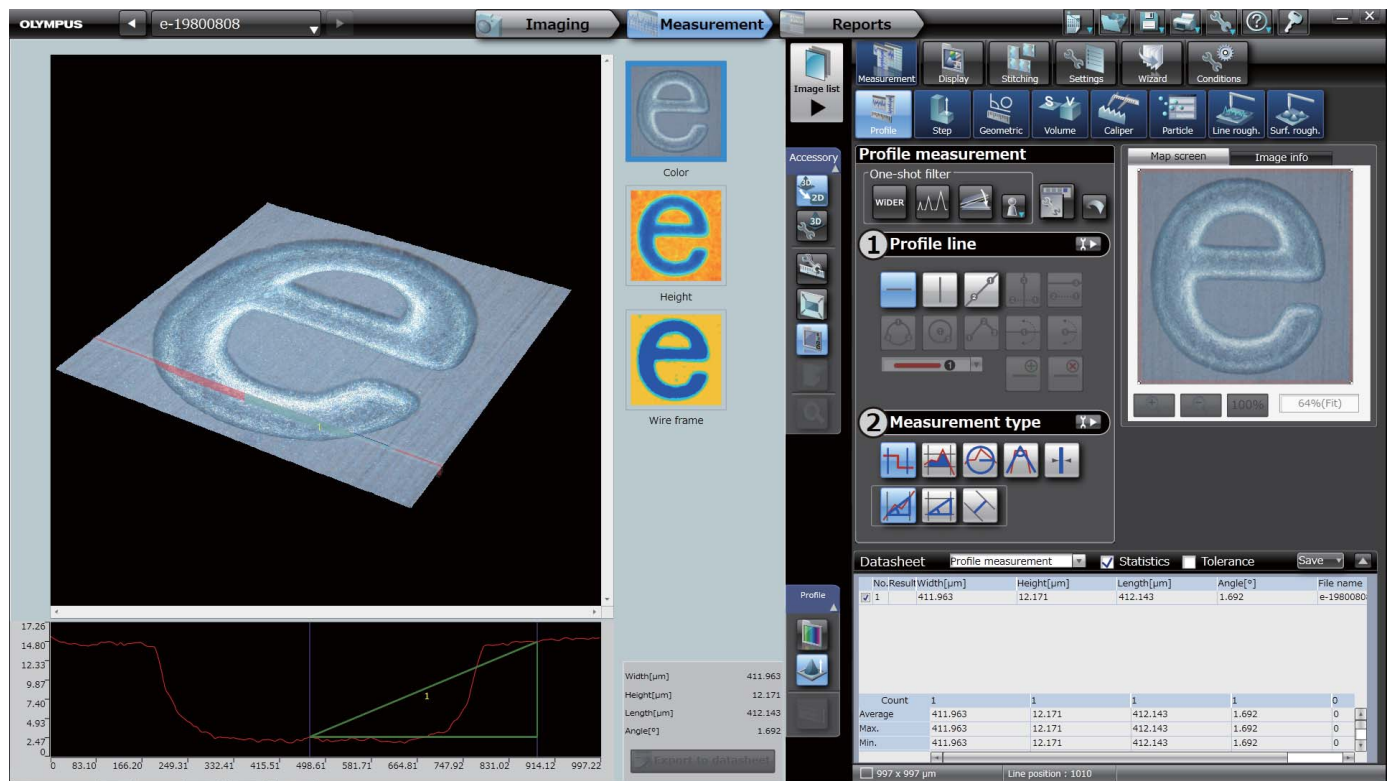 OLYMPUS
e-19800808
Imaging
Measurement
Reports
Color
Height
Wire frame
Image list
Accessory
3D
2D
3D
Measurement
Display
Stitching
Settings
Wizard
Conditions
Profile
Step
Geometric
S V
Volume
Caliper
Particle
Line rough.
Surf. rough.
Profile measurement
One-shot filter
WiDER
1 Profile line
1
2 Measurement type
Map screen
Image info
100%
64%(Fit)
Datasheet
Profile measurement
Statistics
Tolerance
Save
No. Result Width[µm] Height[µm] Length[µm] Angle[°] File name
1 411.963 12.171 412.143 1.692 e-1980080
Count 1 1 1 1 0
Average 411.963 12.171 412.143 1.692 0
Max. 411.963 12.171 412.143 1.692 0
Min. 411.963 12.171 412.143 1.692 0
997 x 997 µm
Line position : 1010
Profile
17.26
14.80
12.33
9.87
7.40
4.93
2.47
0
1
0 83.10 166.20 249.31 332.41 415.51 498.61 581.71 664.81 747.92 831.02 914.12 997.22
Width[µm] 411.963
Height[µm] 12.171
Length[µm] 412.143
Angle[°] 1.692
Export to datasheet